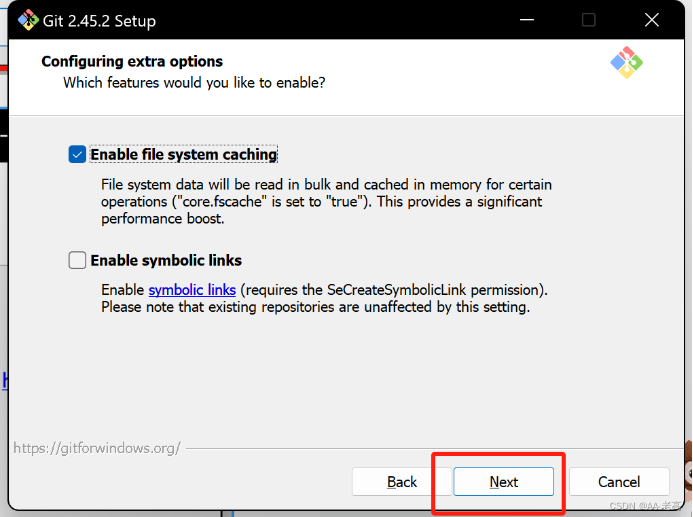 Git 2.45.2 Setup
Configuring extra options
Which features would you like to enable?
Enable file system caching
File system data will be read in bulk and cached in memory for certain
operations ("core.fscache" is set to "true"). This provides a significant
performance boost.
Enable symbolic links
Enable symbolic links (requires the SeCreateSymbolicLink permission).
Please note that existing repositories are unaffected by this setting.
https://gitforwindows.org/
Back
Next
Cancel
CSDN @AA.老高